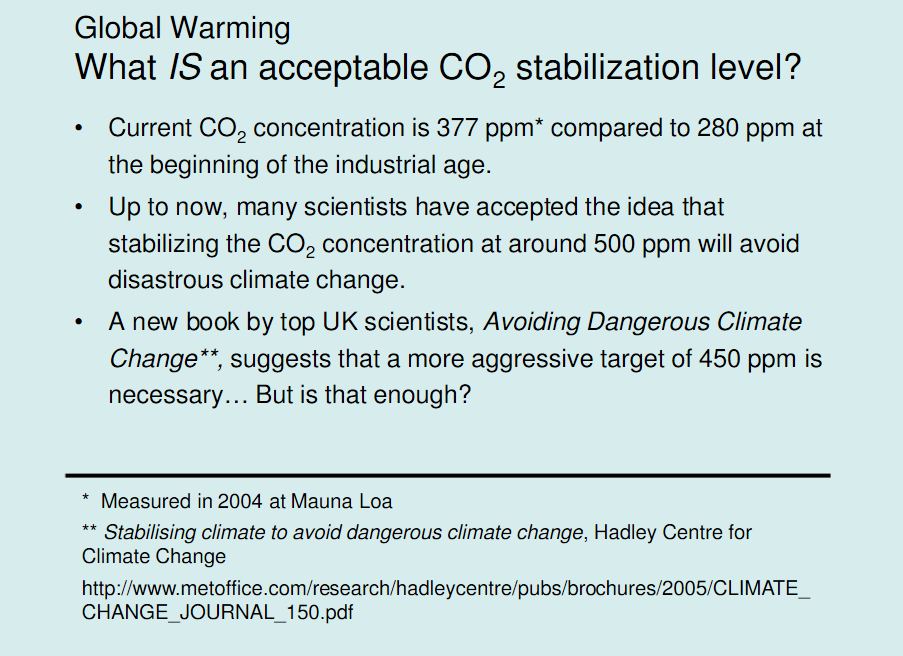 Global Warming
What IS an acceptable CO₂ stabilization level?
• Current CO₂ concentration is 377 ppm* compared to 280 ppm at
the beginning of the industrial age.
• Up to now, many scientists have accepted the idea that
stabilizing the CO₂ concentration at around 500 ppm will avoid
disastrous climate change.
• A new book by top UK scientists, Avoiding Dangerous Climate
Change**, suggests that a more aggressive target of 450 ppm is
necessary… But is that enough?
* Measured in 2004 at Mauna Loa
** Stabilising climate to avoid dangerous climate change, Hadley Centre for
Climate Change
http://www.metoffice.com/research/hadleycentre/pubs/brochures/2005/CLIMATE_
CHANGE_JOURNAL_150.pdf